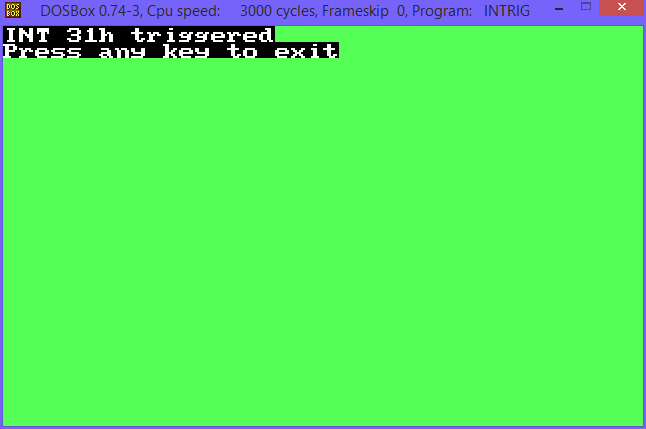 DOS
BOX
DOSBox 0.74-3, Cpu speed: 3000 cycles, Frameskip 0, Program: INTRIG
INT 31h triggered
Press any key to exit